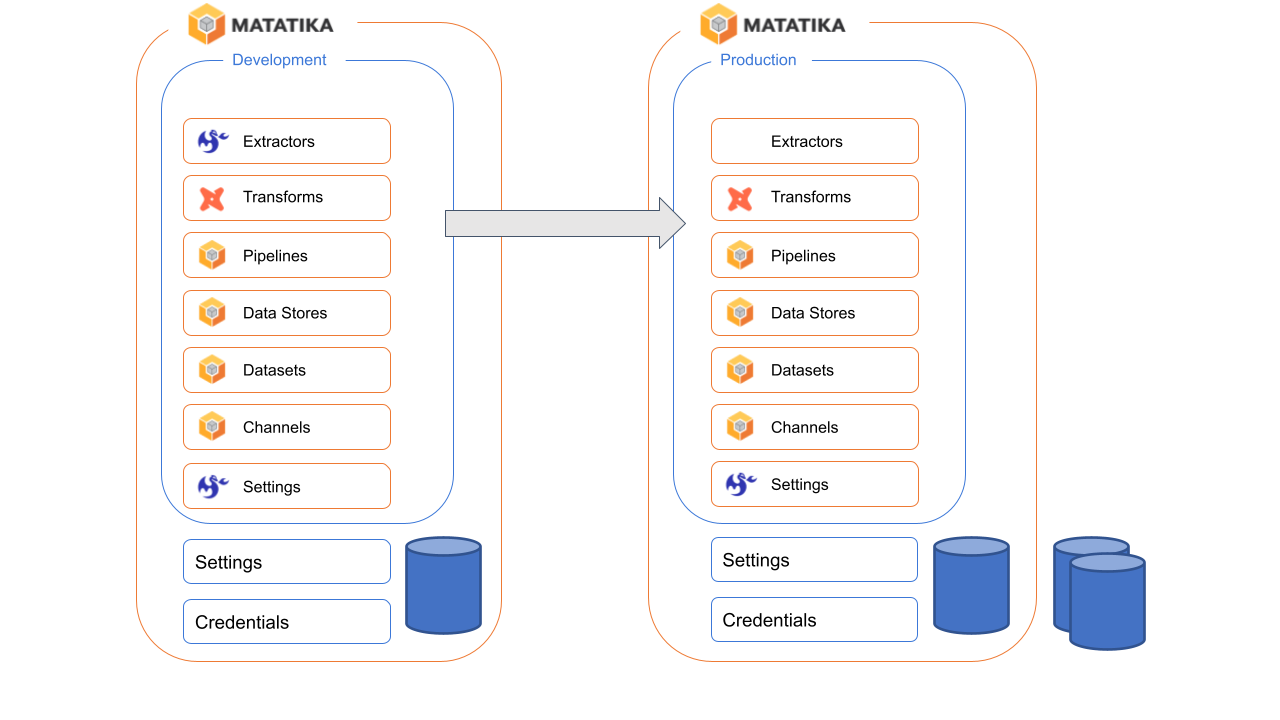 MATATIKA
Development
Extractors
Transforms
Pipelines
Data Stores
Datasets
Channels
Settings
Settings
Credentials
MATATIKA
Production
Extractors
Transforms
Pipelines
Data Stores
Datasets
Channels
Settings
Settings
Credentials